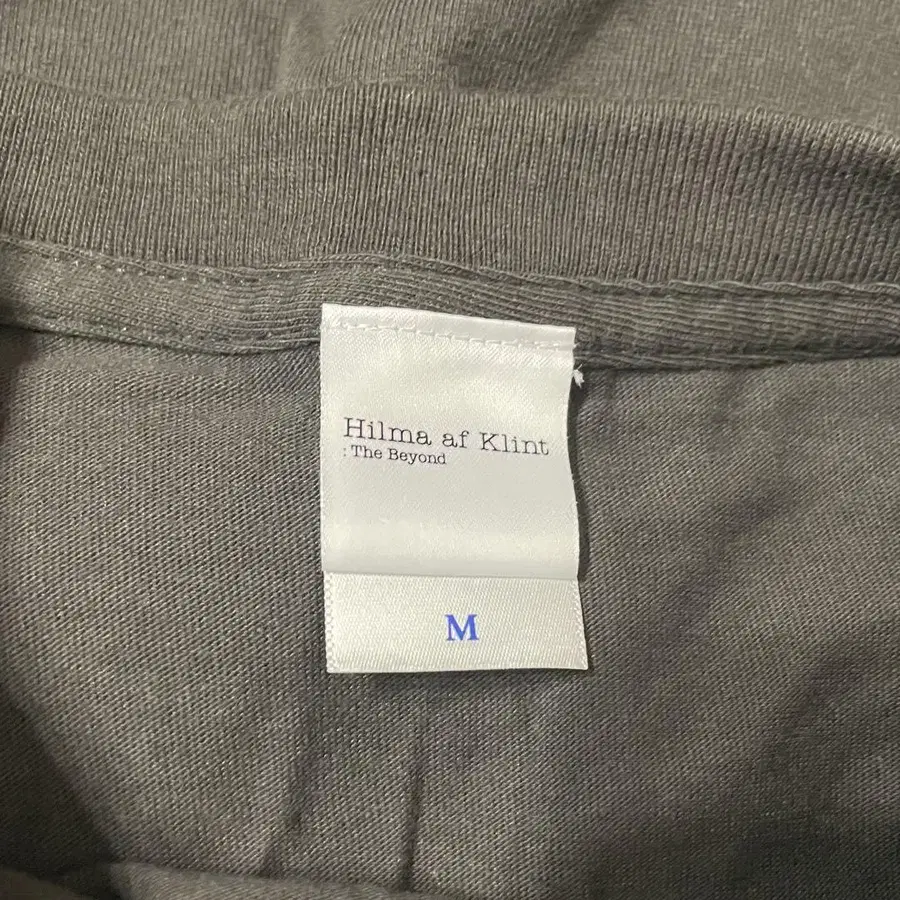 Hilma af Klint
: The Beyond
M